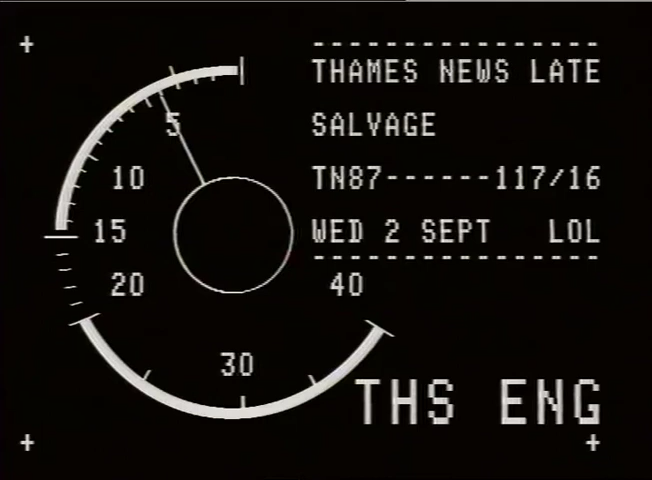 THAMES NEWS LATE
SALVAGE
TN87------117/16
WED 2 SEPT LOL
5
10
15
20
30
40
THS ENG